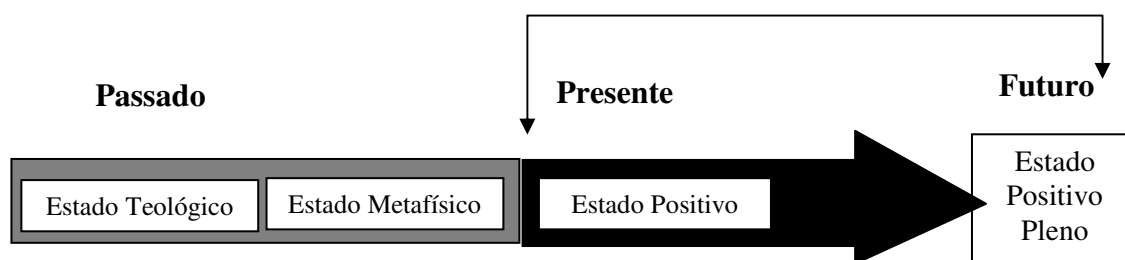 Passado
Presente
Futuro
Estado Teológico
Estado Metafísico
Estado Positivo
Estado
Positivo
Pleno